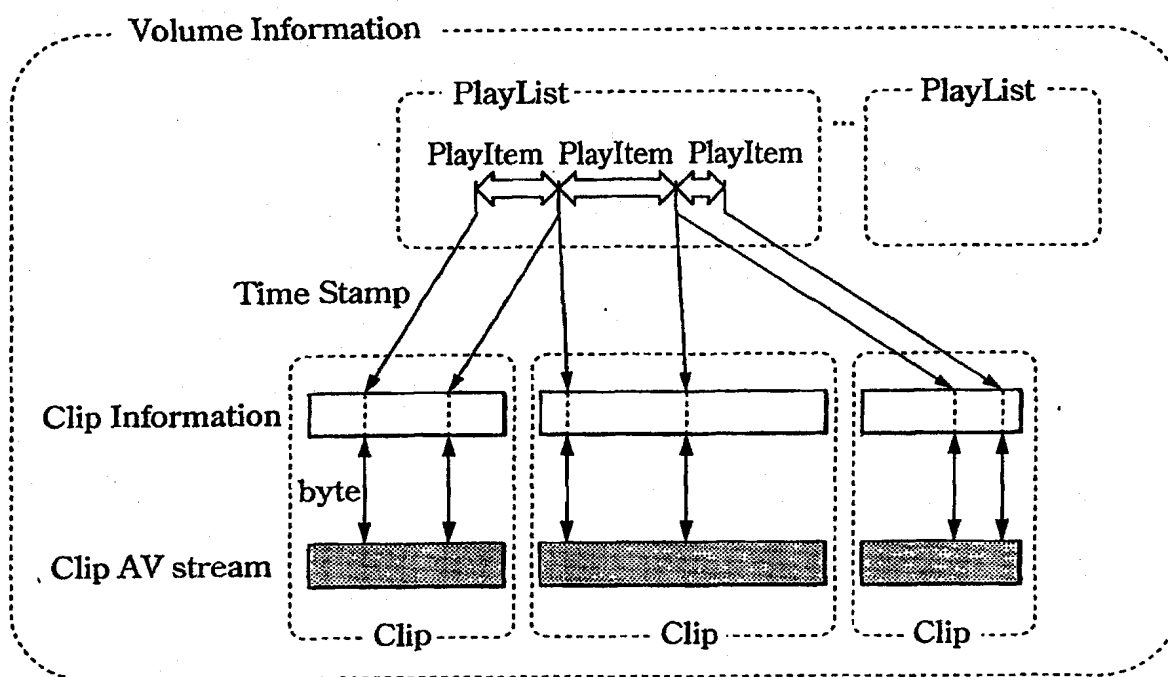 Volume Information
PlayList
PlayList
...
PlayItem PlayItem PlayItem
Time Stamp
Clip Information
byte
Clip AV stream
Clip
Clip
Clip